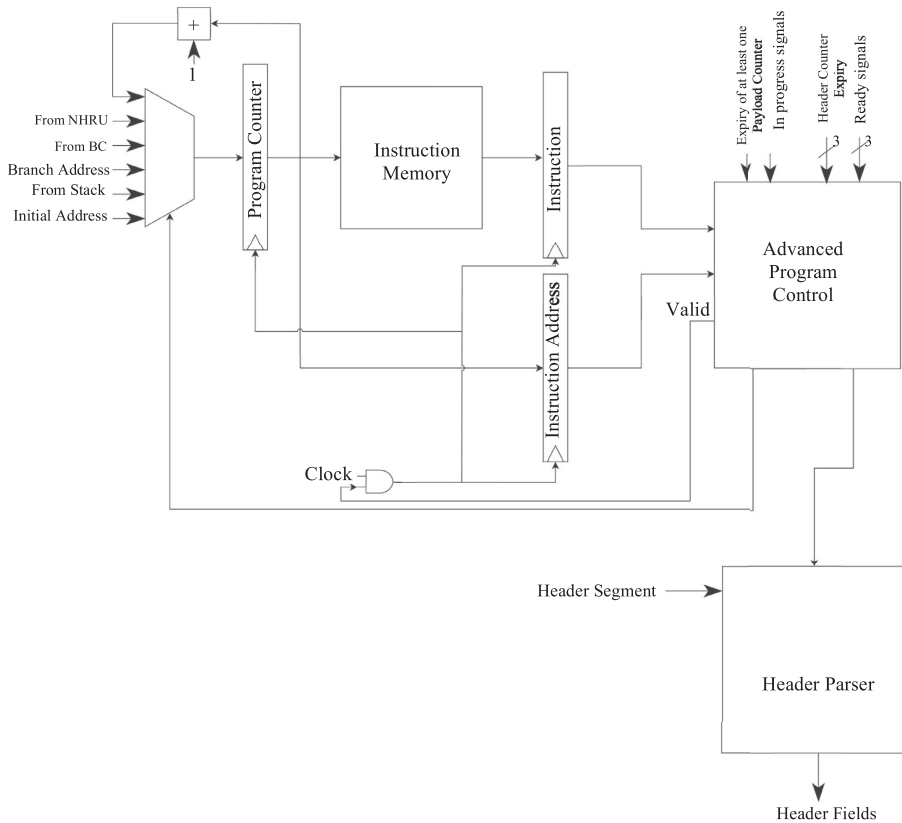 +
1
From NHRU
From BC
Branch Address
From Stack
Initial Address
Program Counter
Instruction
Memory
Instruction
Instruction Address
Clock
Expiry of at least one
Payload Counter
In progress signals
Header Counter
Expiry
Ready signals
3
3
Advanced
Program
Control
Valid
Header Segment
Header Parser
Header Fields